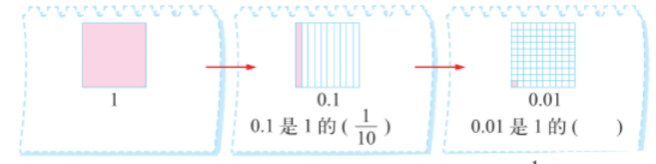 1
0.1
0.1 是 1 的 ( 1/10 )
0.01
0.01 是 1 的 (      )